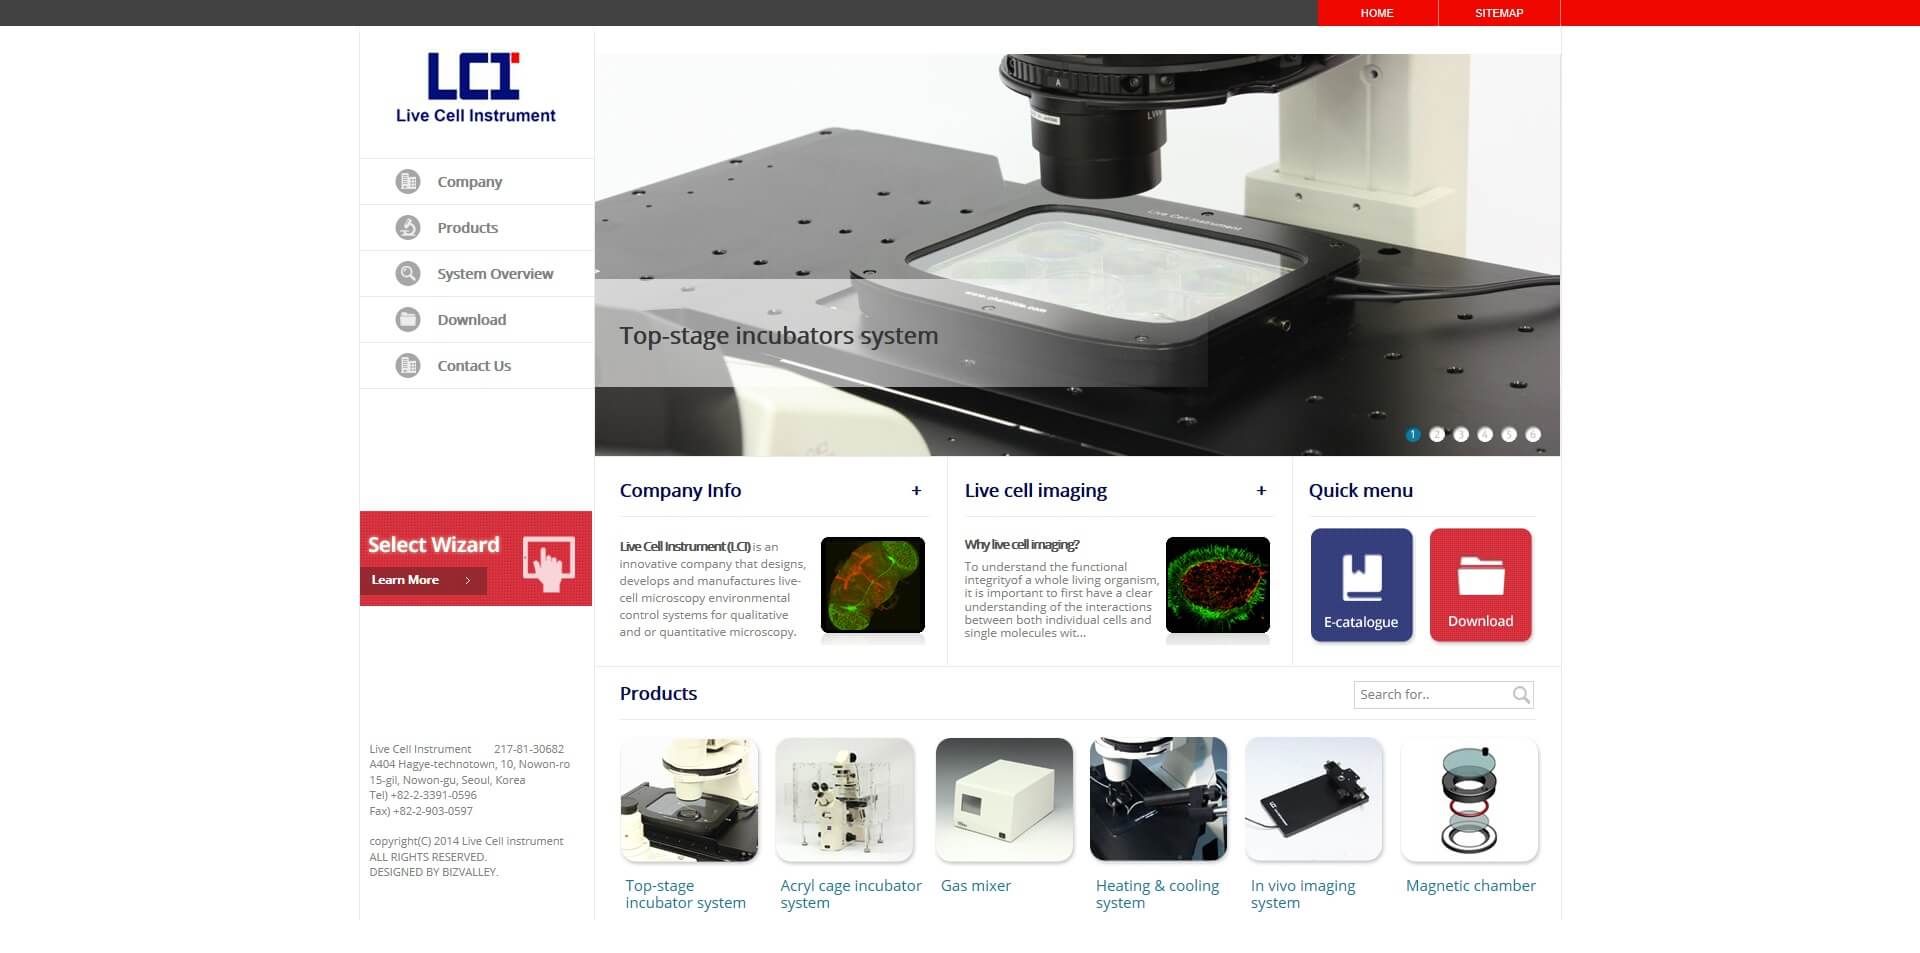 HOME
SITEMAP
LCI
Live Cell Instrument
Company
Products
System Overview
Download
Contact Us
Select Wizard
Learn More
Live Cell Instrument 217-81-30682
A404 Hagye-technotown, 10, Nowon-ro
15-gil, Nowon-gu, Seoul, Korea
Tel) +82-2-3391-0596
Fax) +82-2-903-0597
copyright(C) 2014 Live Cell instrument
ALL RIGHTS RESERVED.
DESIGNED BY BIZVALLEY.
A
Live Cell Instrument
Top-stage incubators system
1 2 3 4 5 6
Company Info +
Live Cell Instrument (LCI) is an
innovative company that designs,
develops and manufactures live-
cell microscopy environmental
control systems for qualitative
and or quantitative microscopy.
Live cell imaging +
Why live cell imaging?
To understand the functional
integrityof a whole living organism,
it is important to first have a clear
understanding of the interactions
between both individual cells and
single molecules wit...
Quick menu
E-catalogue
Download
Products
Search for..
Top-stage
incubator system
Acryl cage incubator
system
Gas mixer
Heating & cooling
system
In vivo imaging
system
Magnetic chamber